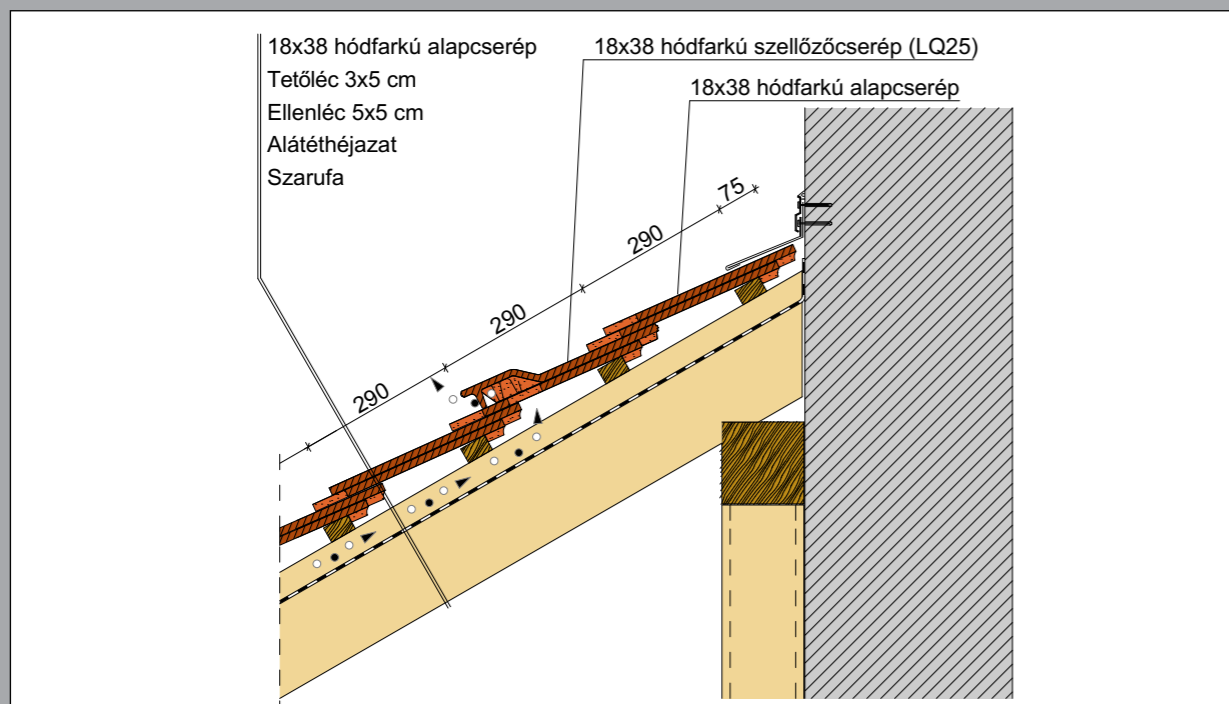 18x38 hódfarkú alapcserép
Tetőléc 3x5 cm
Ellenléc 5x5 cm
Alátéthéjazat
Szarufa
18x38 hódfarkú szellőzőcserép (LQ25)
18x38 hódfarkú alapcserép
75
290
290
290